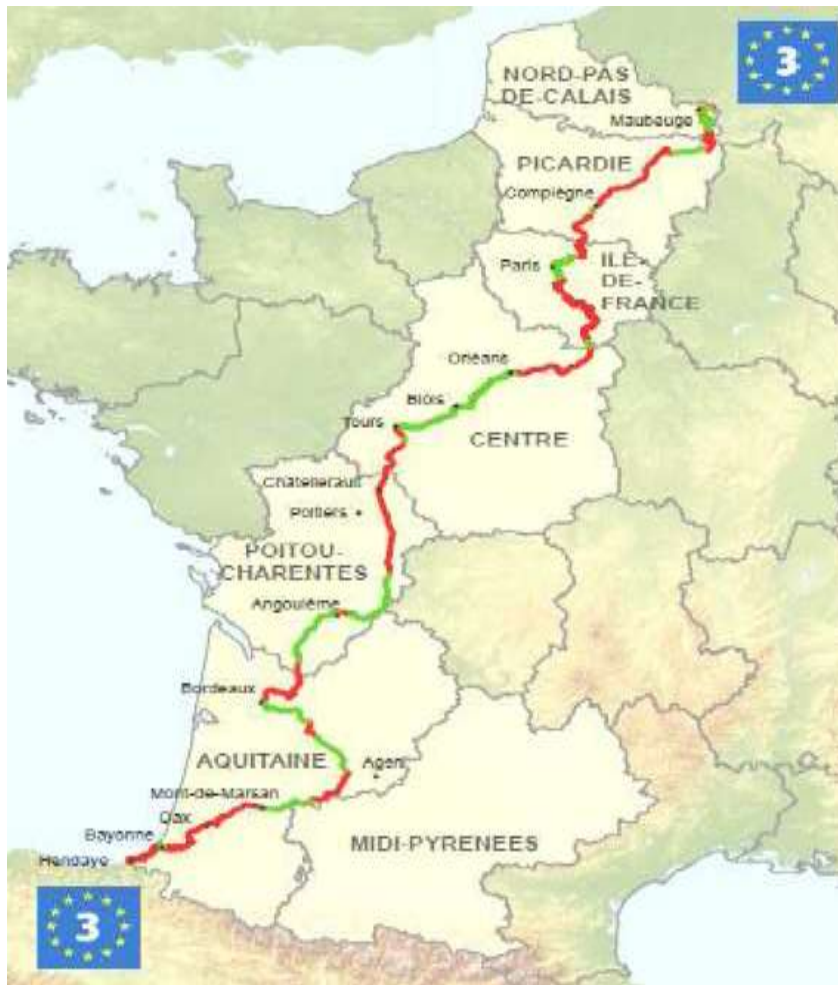 3
NORD-PAS
DE-CALAIS
Maubeuge
PICARDIE
Compiègne
Paris
ILE-
DE-
FRANCE
Orléans
Blois
Tours
CENTRE
Châtellerault
Poitiers
POITOU-
CHARENTES
Angoulême
Bordeaux
AQUITAINE
Agen
Mont-de-Marsan
Dax
Bayonne
MIDI-PYRENEES
Hendaye
3